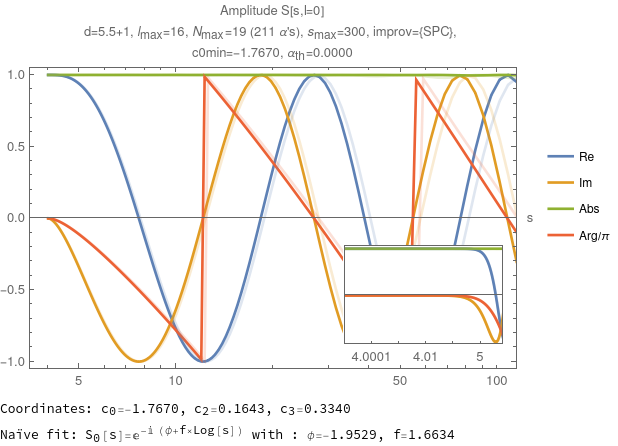 Amplitude S[s,l=0]
d=5.5+1, lmax=16, Nmax=19 (211 α's), smax=300, improv={SPC},
c0min=−1.7670, αth=0.0000
1.0
0.5
0.0
−0.5
−1.0
5
10
50
100
s
Re
Im
Abs
Arg/π
4.0001
4.01
5
Coordinates: c0=-1.7670, c2=0.1643, c3=0.3340
Naïve fit: S0[s]=e^-i (ϕ+f×Log[s]) with : ϕ=-1.9529, f=1.6634